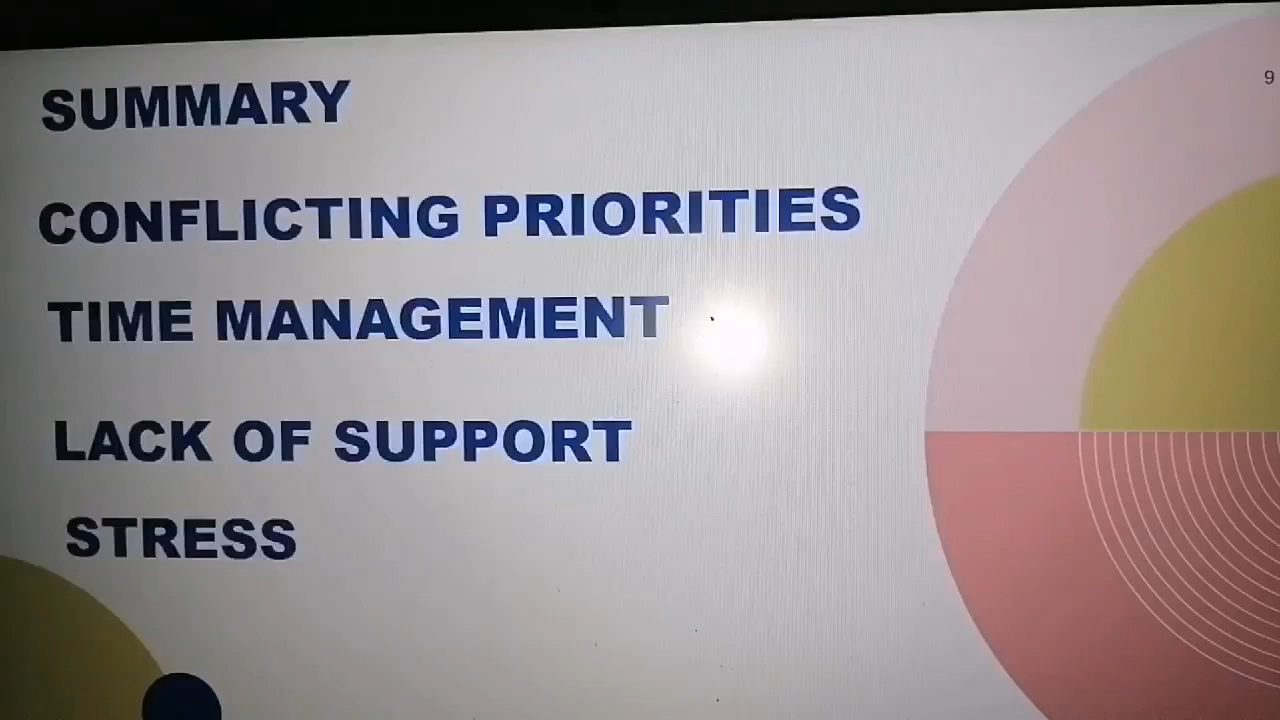 9
SUMMARY
CONFLICTING PRIORITIES
TIME MANAGEMENT
LACK OF SUPPORT
STRESS